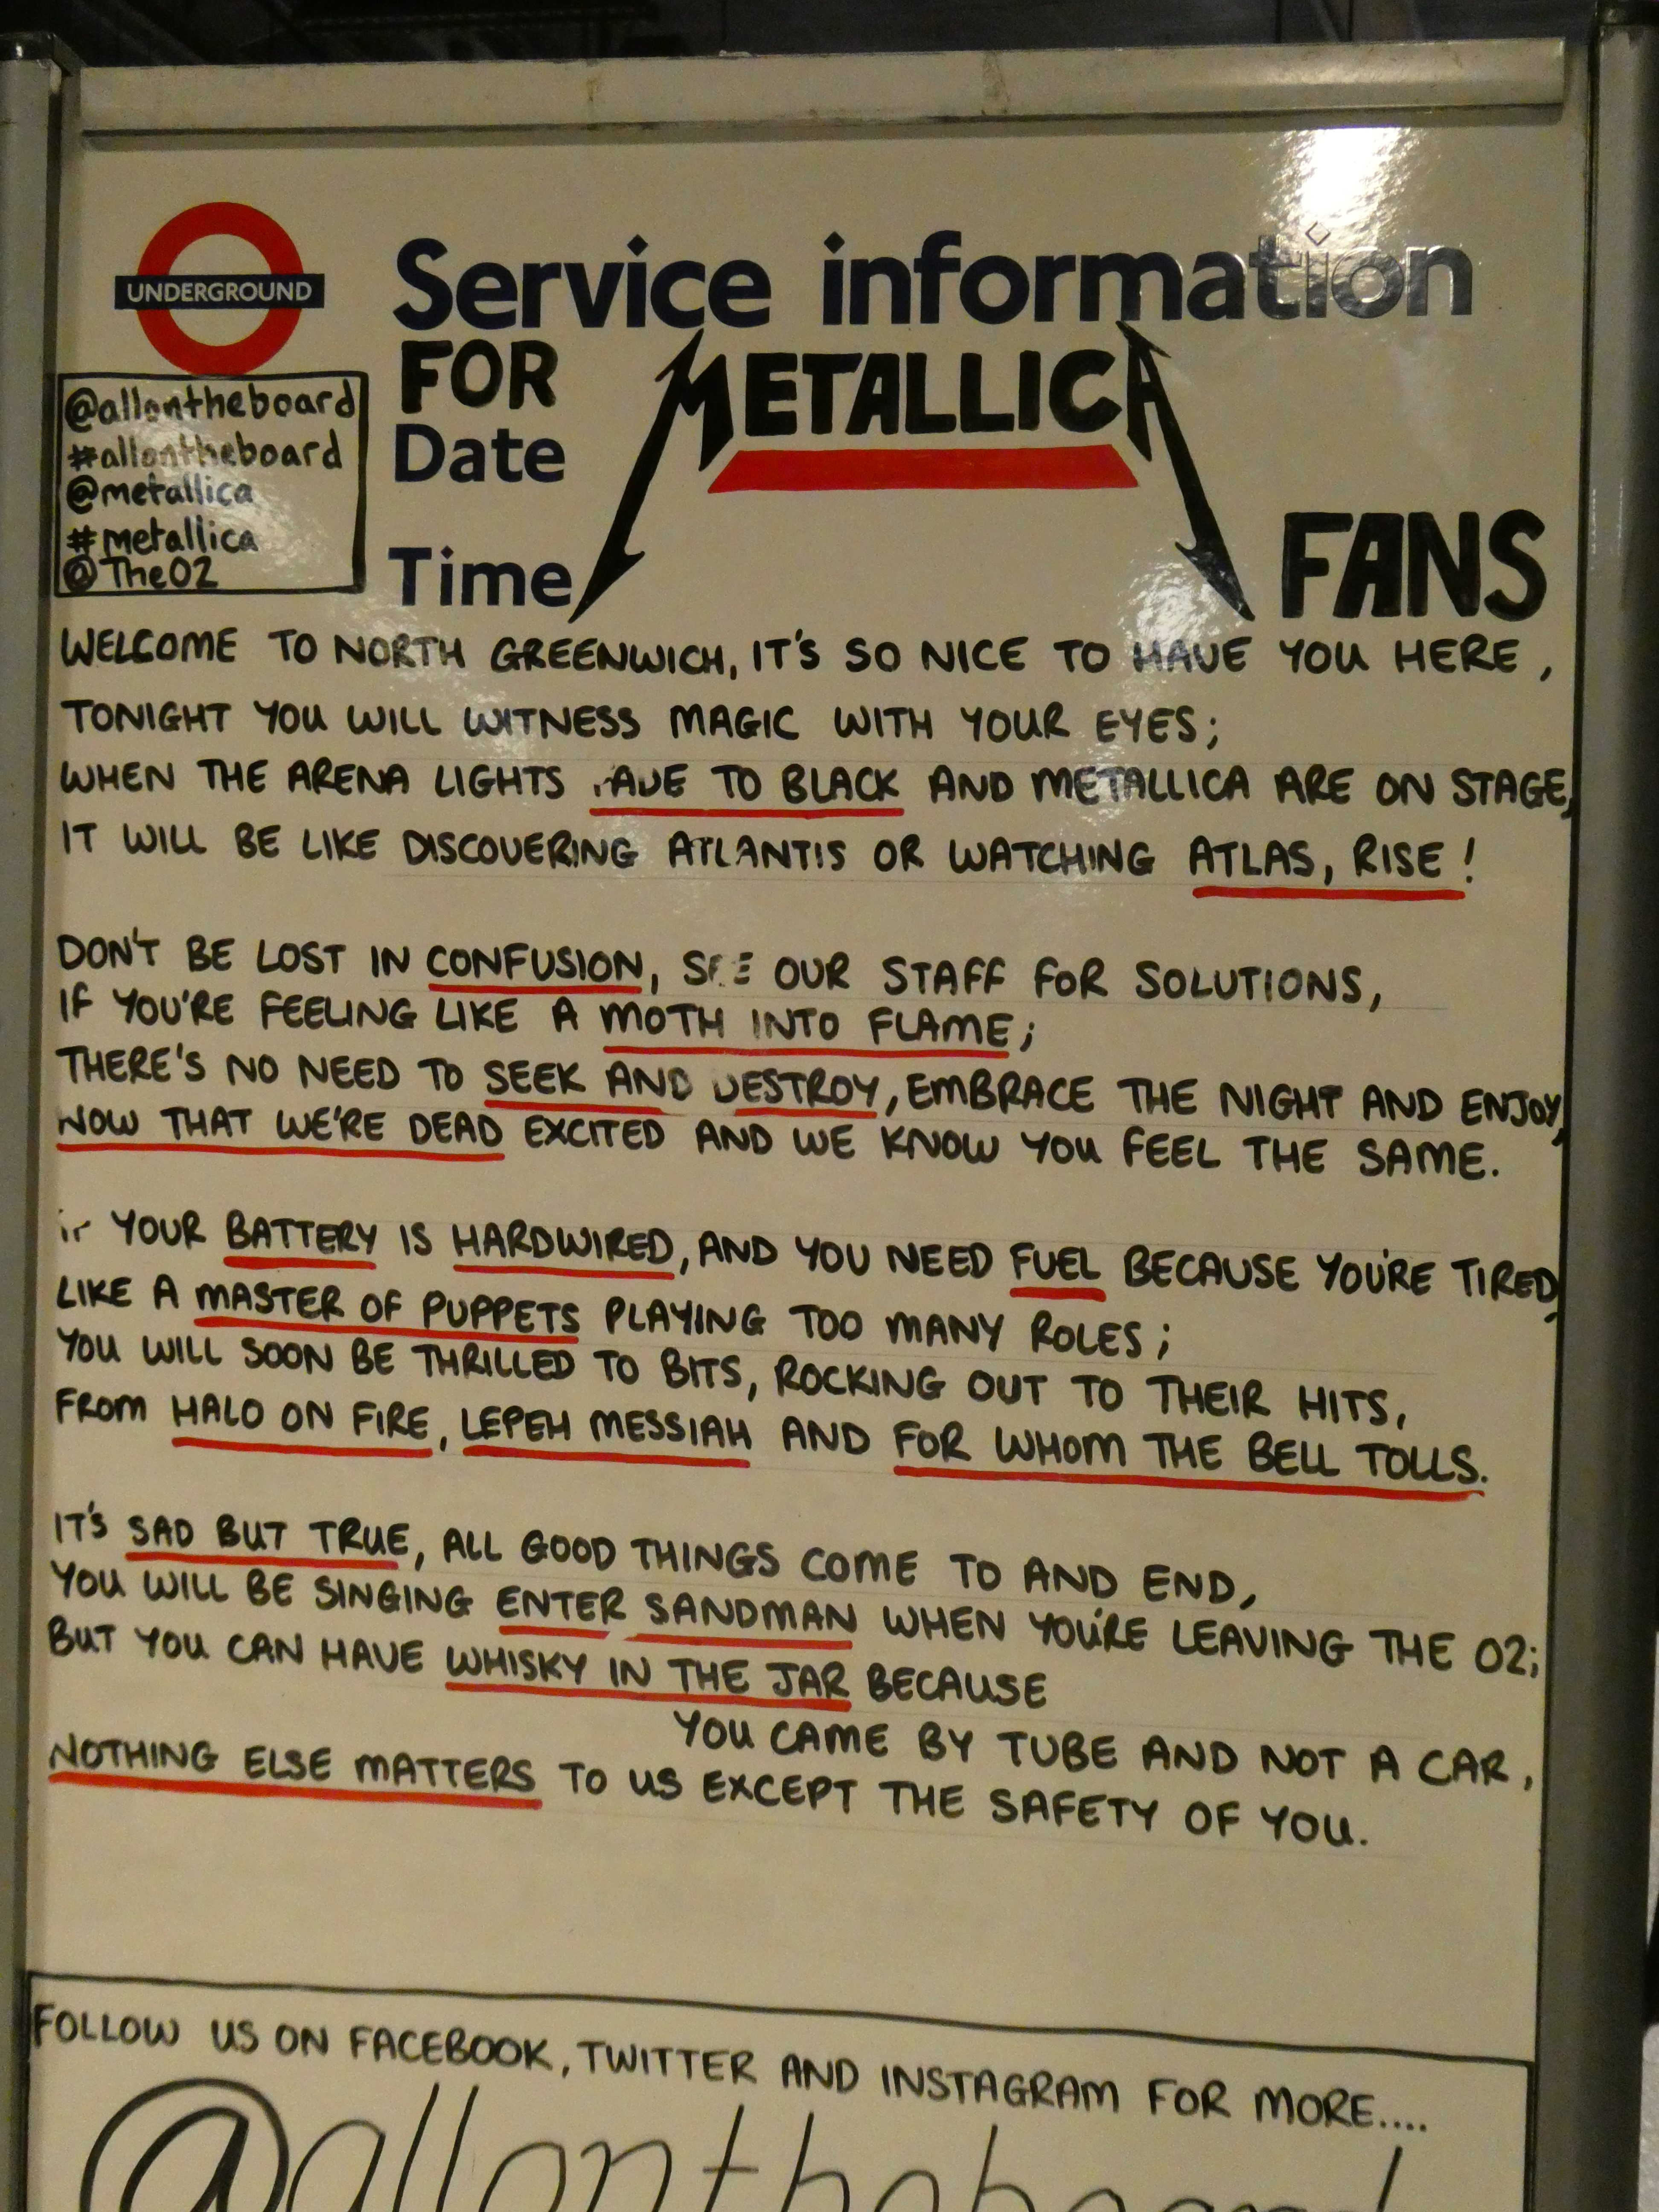 UNDERGROUND
Service information
FOR METALLICA
Date
Time
FANS
@allontheboard
#allontheboard
@metallica
#metallica
@TheO2
WELCOME TO NORTH GREENWICH, IT'S SO NICE TO HAVE YOU HERE,
TONIGHT YOU WILL WITNESS MAGIC WITH YOUR EYES;
WHEN THE ARENA LIGHTS FADE TO BLACK AND METALLICA ARE ON STAGE,
IT WILL BE LIKE DISCOVERING ATLANTIS OR WATCHING ATLAS, RISE!
DON'T BE LOST IN CONFUSION, SEE OUR STAFF FOR SOLUTIONS,
IF YOU'RE FEELING LIKE A MOTH INTO FLAME;
THERE'S NO NEED TO SEEK AND DESTROY, EMBRACE THE NIGHT AND ENJOY,
NOW THAT WE'RE DEAD EXCITED AND WE KNOW YOU FEEL THE SAME.
IF YOUR BATTERY IS HARDWIRED, AND YOU NEED FUEL BECAUSE YOU'RE TIRED,
LIKE A MASTER OF PUPPETS PLAYING TOO MANY ROLES;
YOU WILL SOON BE THRILLED TO BITS, ROCKING OUT TO THEIR HITS,
FROM HALO ON FIRE, LEPEH MESSIAH AND FOR WHOM THE BELL TOLLS.
IT'S SAD BUT TRUE, ALL GOOD THINGS COME TO AND END,
YOU WILL BE SINGING ENTER SANDMAN WHEN YOU'RE LEAVING THE O2;
BUT YOU CAN HAVE WHISKY IN THE JAR BECAUSE
YOU CAME BY TUBE AND NOT A CAR,
NOTHING ELSE MATTERS TO US EXCEPT THE SAFETY OF YOU.
FOLLOW US ON FACEBOOK, TWITTER AND INSTAGRAM FOR MORE....
@allontheboard